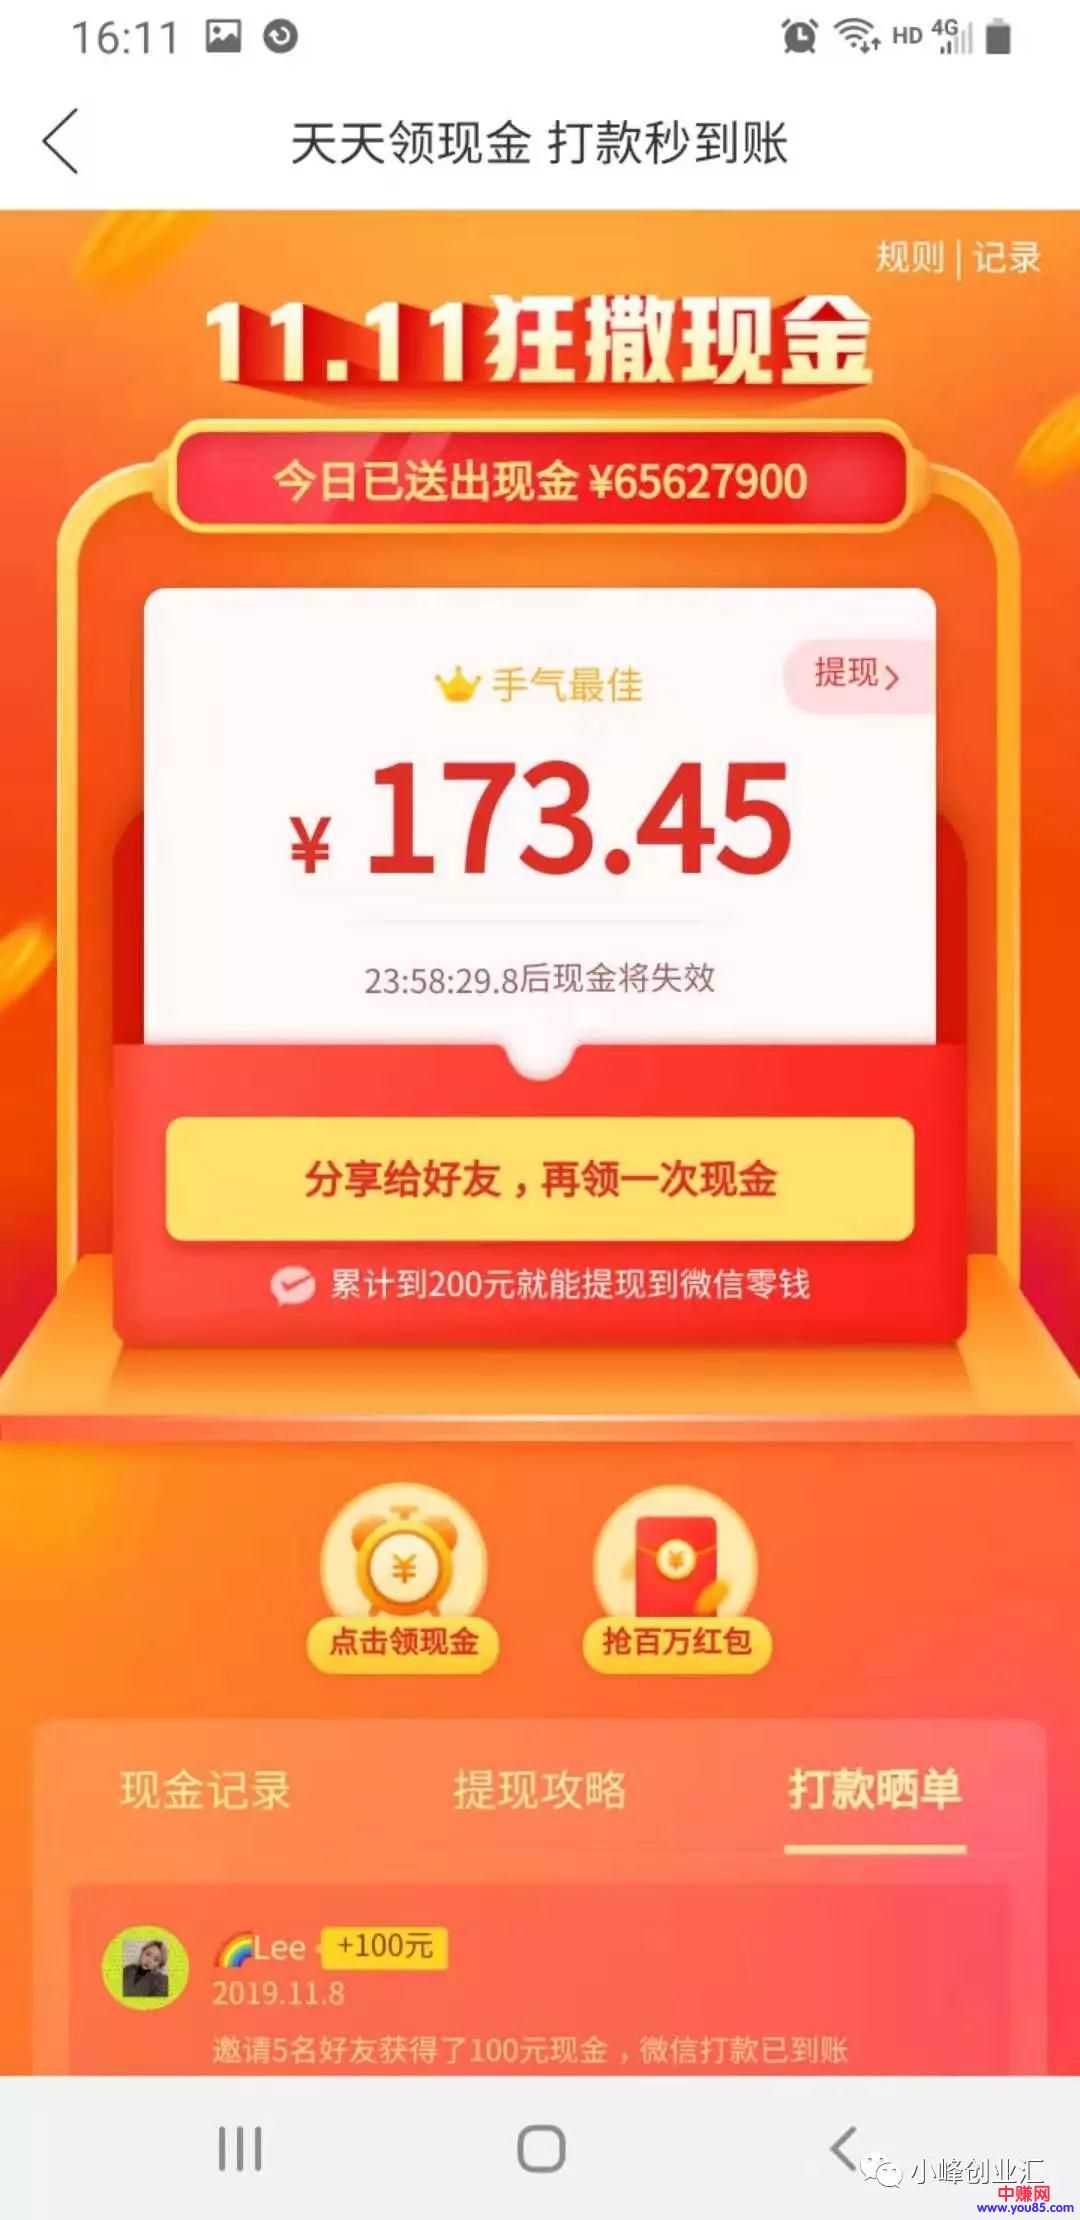 16:11 HD 4G
天天领现金 打款秒到账
规则 | 记录
11.11狂撒现金
今日已送出现金 ¥65627900
手气最佳
提现
¥ 173.45
23:58:29.8后现金将失效
分享给好友，再领一次现金
累计到200元就能提现到微信零钱
¥
¥
点击领现金 抢百万红包
现金记录 提现攻略 打款晒单
🌈Lee +100元
2019.11.8
邀请5名好友获得了100元现金，微信打款已到账
小峰创业汇
中赚网
www.you85.com